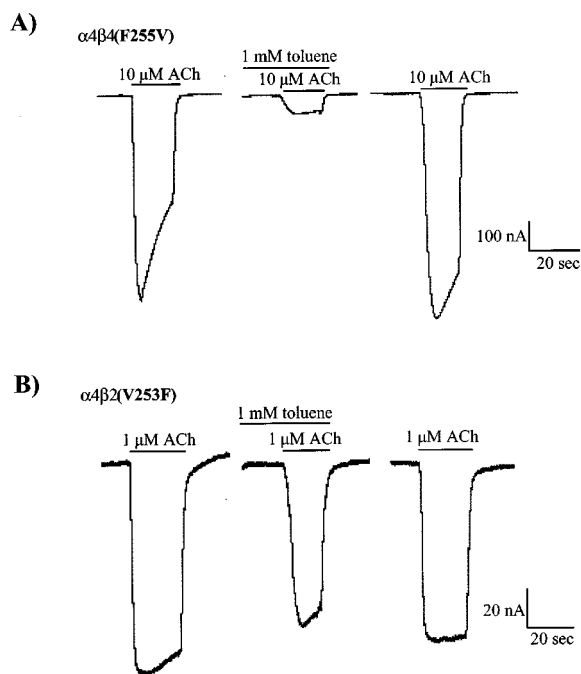 A)
α4β4(F255V)
1 mM toluene
10 μM ACh
10 μM ACh
10 μM ACh
100 nA
20 sec
B)
α4β2(V253F)
1 mM toluene
1 μM ACh
1 μM ACh
1 μM ACh
20 nA
20 sec